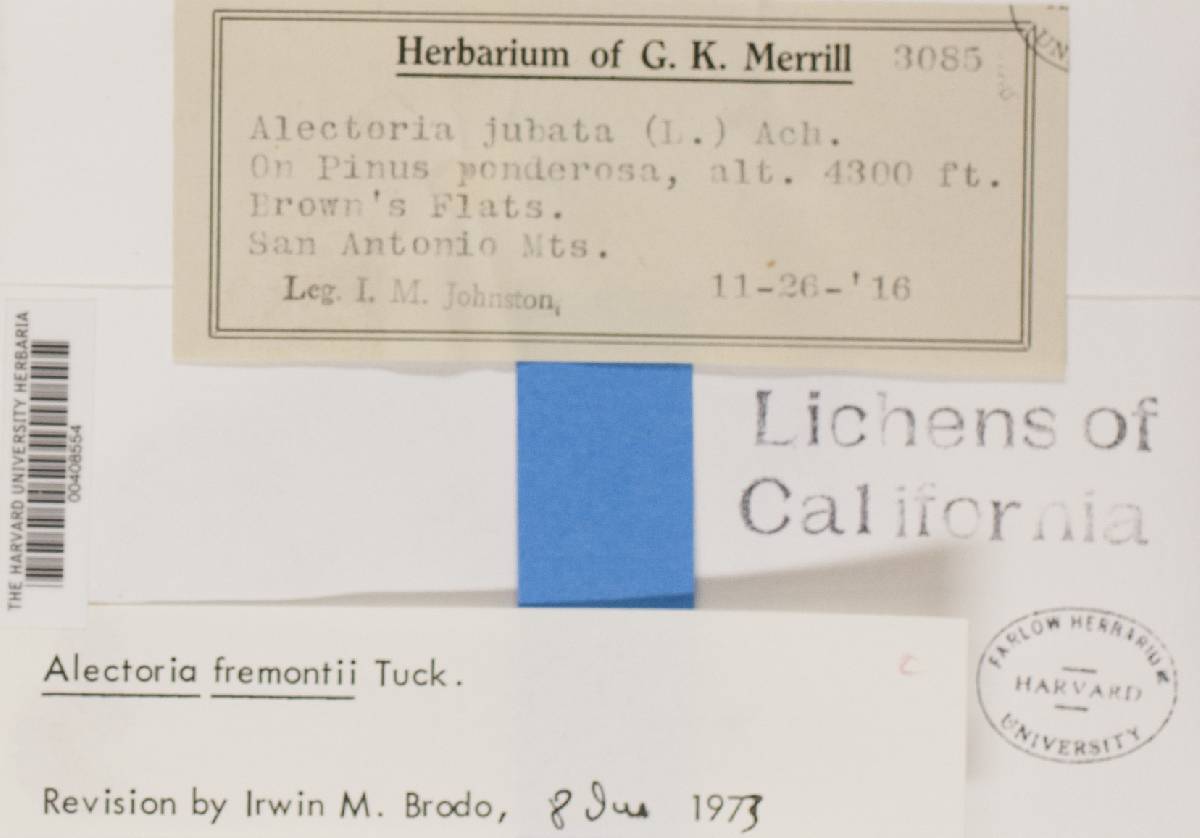 Herbarium of G. K. Merrill 3085
Alectoria jubata (L.) Ach.
On Pinus ponderosa, alt. 4300 ft.
Brown's Flats.
San Antonio Mts.
Leg. I. M. Johnston, 11-26-'16
THE HARVARD UNIVERSITY HERBARIA
00408554
Lichens of
California
FARLOW HERBARIUM
HARVARD
UNIVERSITY
Alectoria fremontii Tuck.
Revision by Irwin M. Brodo, 8 1973